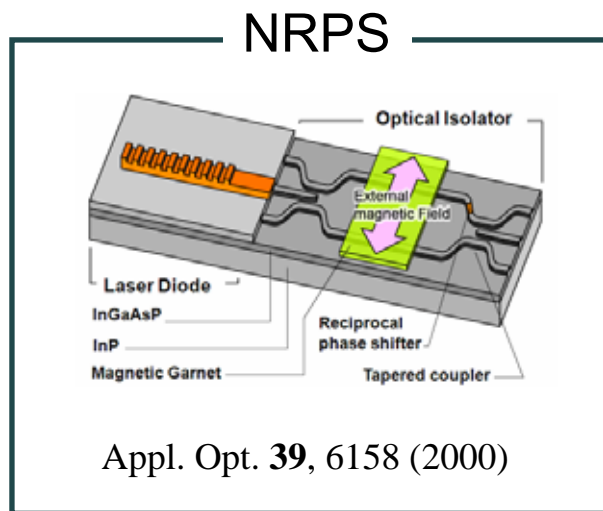 NRPS
Optical Isolator
External
magnetic Field
Laser Diode
InGaAsP
InP
Magnetic Garnet
Reciprocal
phase shifter
Tapered coupler
Appl. Opt. 39, 6158 (2000)